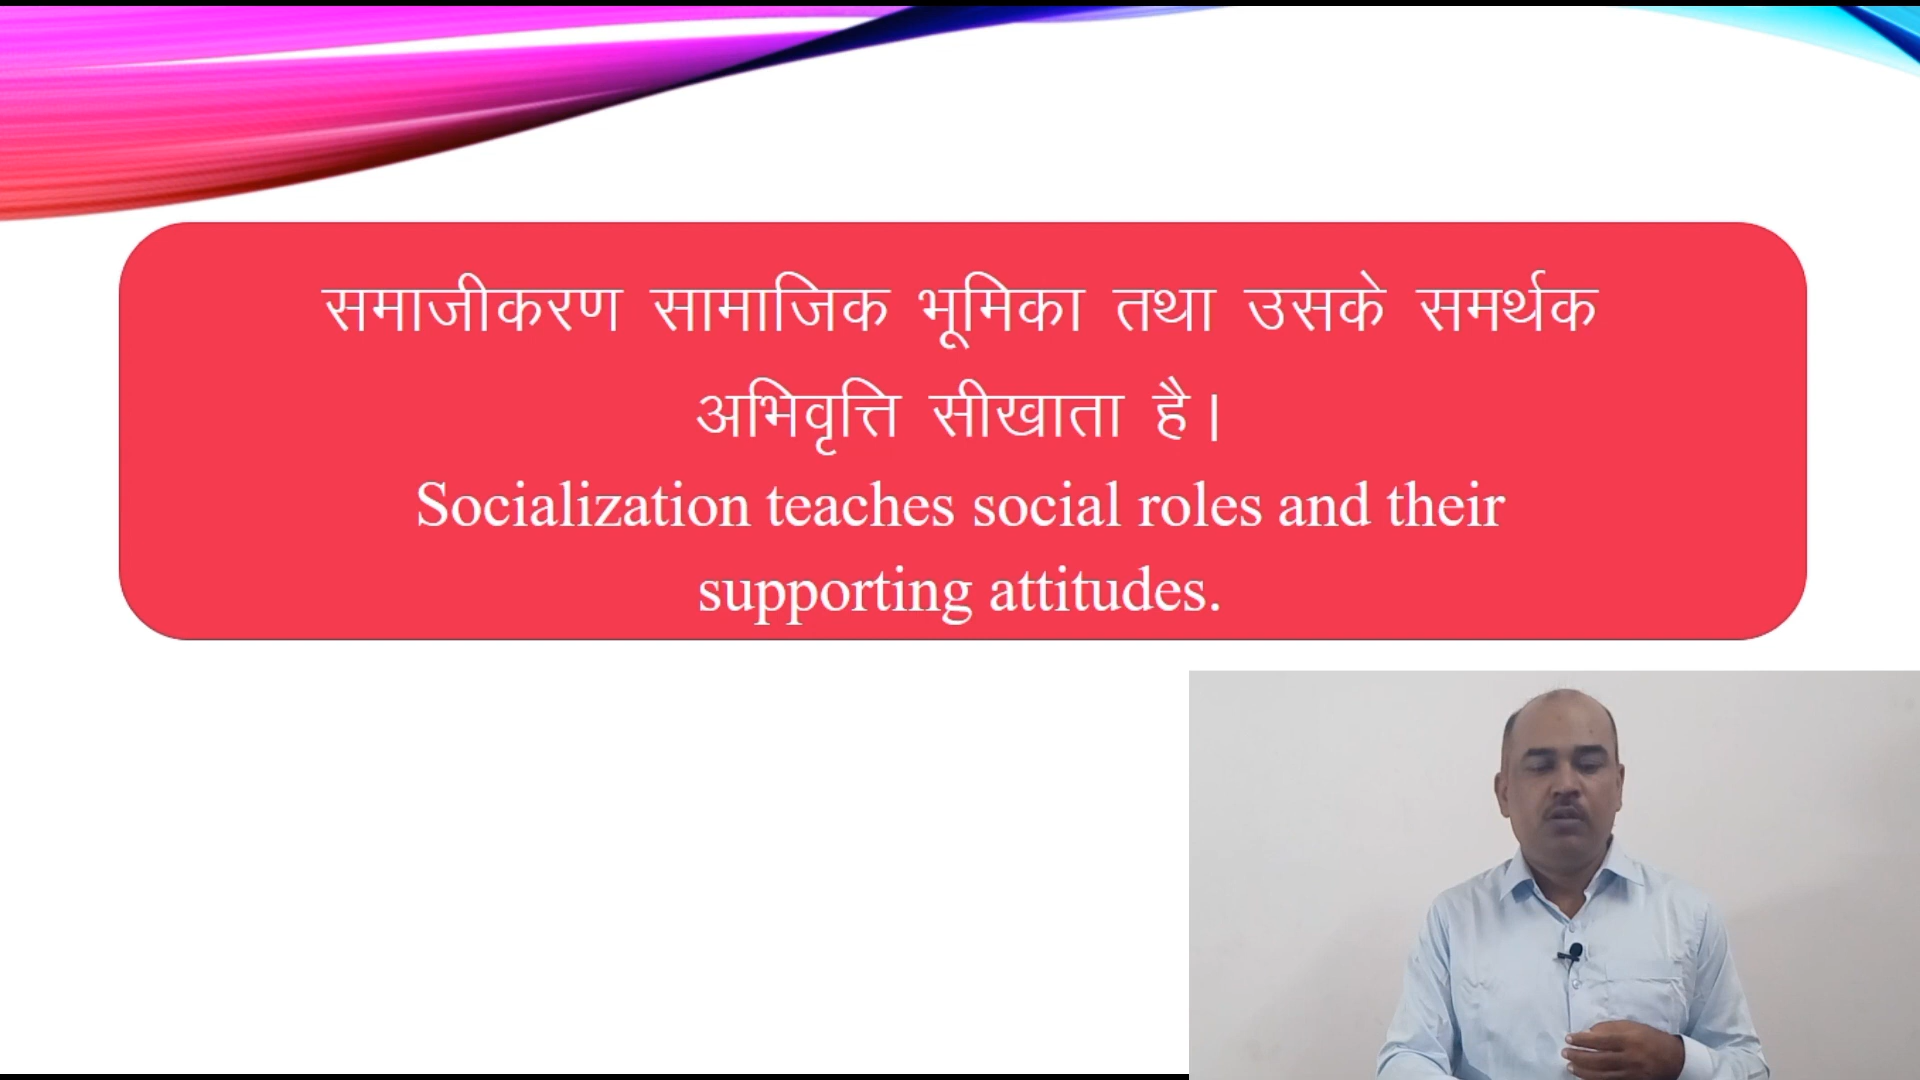 समाजीकरण सामाजिक भूमिका तथा उसके समर्थक
अभिवृत्ति सीखाता है।
Socialization teaches social roles and their
supporting attitudes.